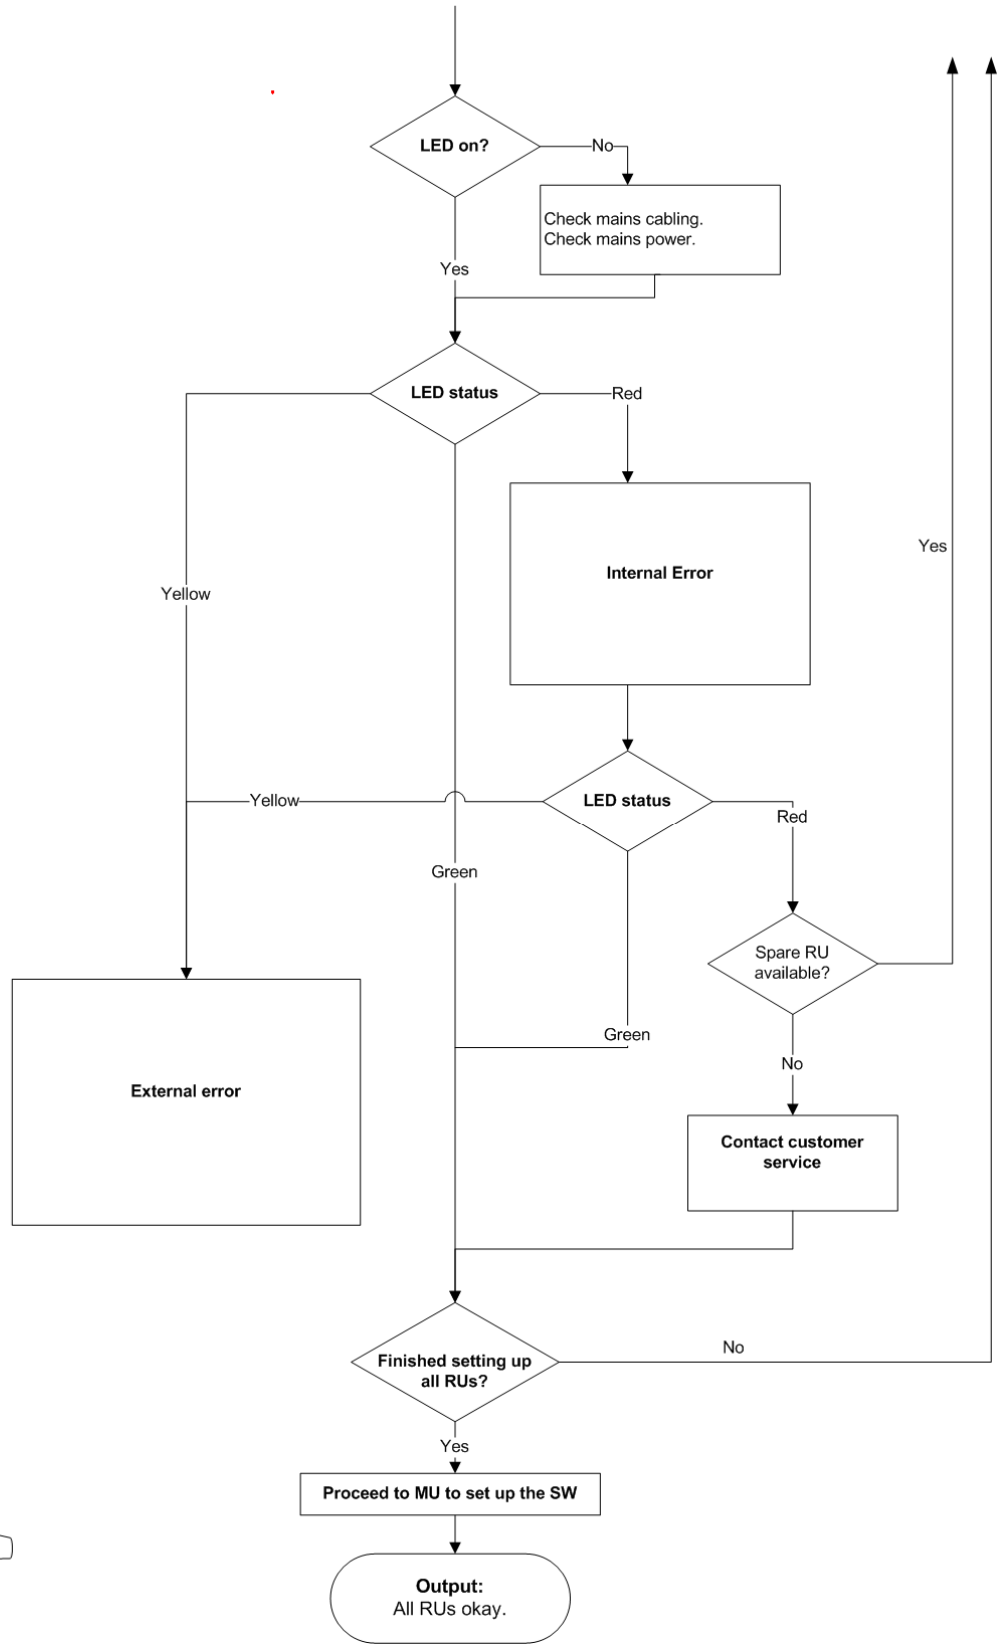 LED on?
No
Check mains cabling.
Check mains power.
Yes
LED status
Red
Internal Error
Yes
Yellow
LED status
Yellow
Red
Green
Spare RU
available?
Green
No
External error
Contact customer
service
Finished setting up
all RUs?
No
Yes
Proceed to MU to set up the SW
Output:
All RUs okay.